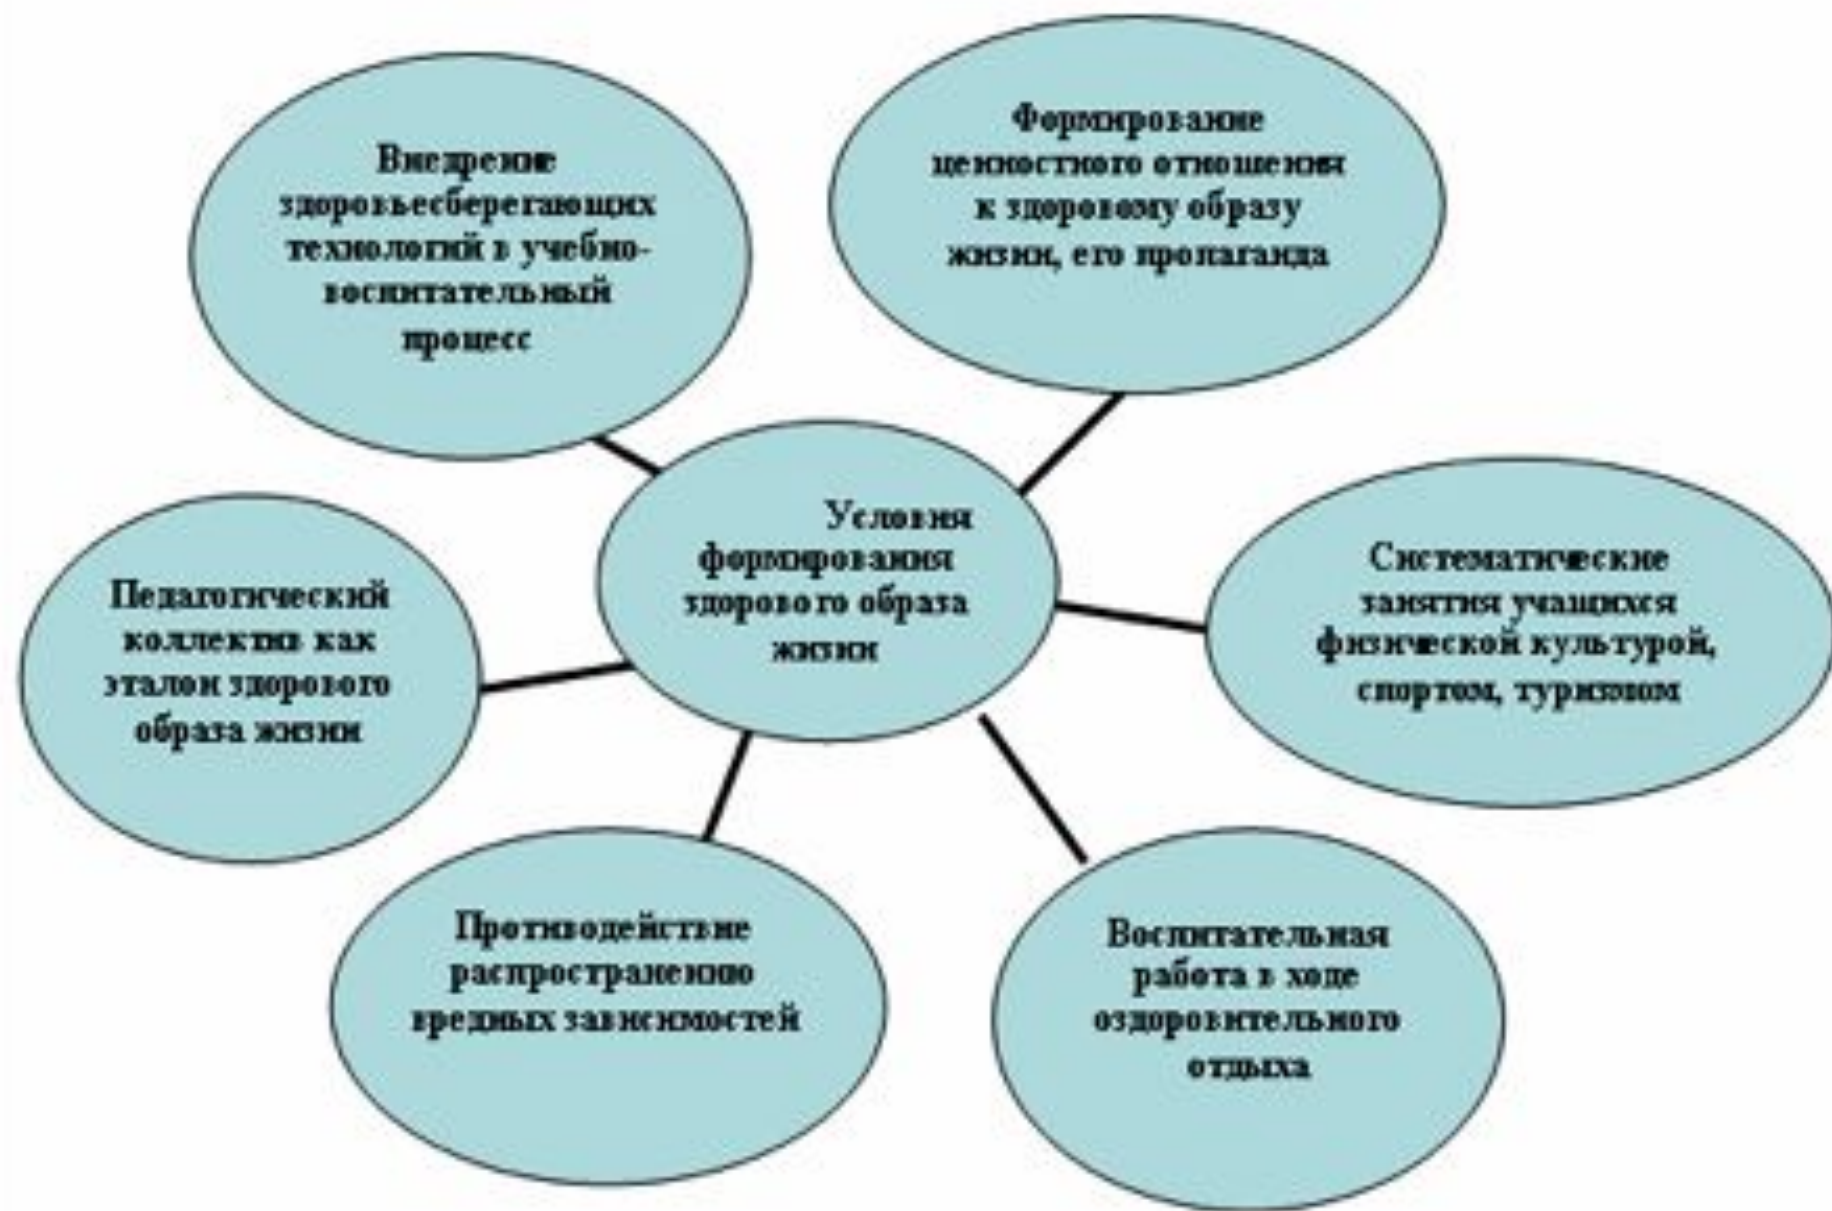 Внедрение
здоровьесберегающих
технологий в учебно-
воспитательный
процесс
Формирование
ценностного отношения
к здоровому образу
жизни, его пропаганда
Условия
формирования
здорового образа
жизни
Педагогический
коллектив как
эталон здорового
образа жизни
Систематические
занятия учащихся
физической культурой,
спортом, туризмом
Противодействие
распространению
вредных зависимостей
Воспитательная
работа в ходе
оздоровительного
отдыха